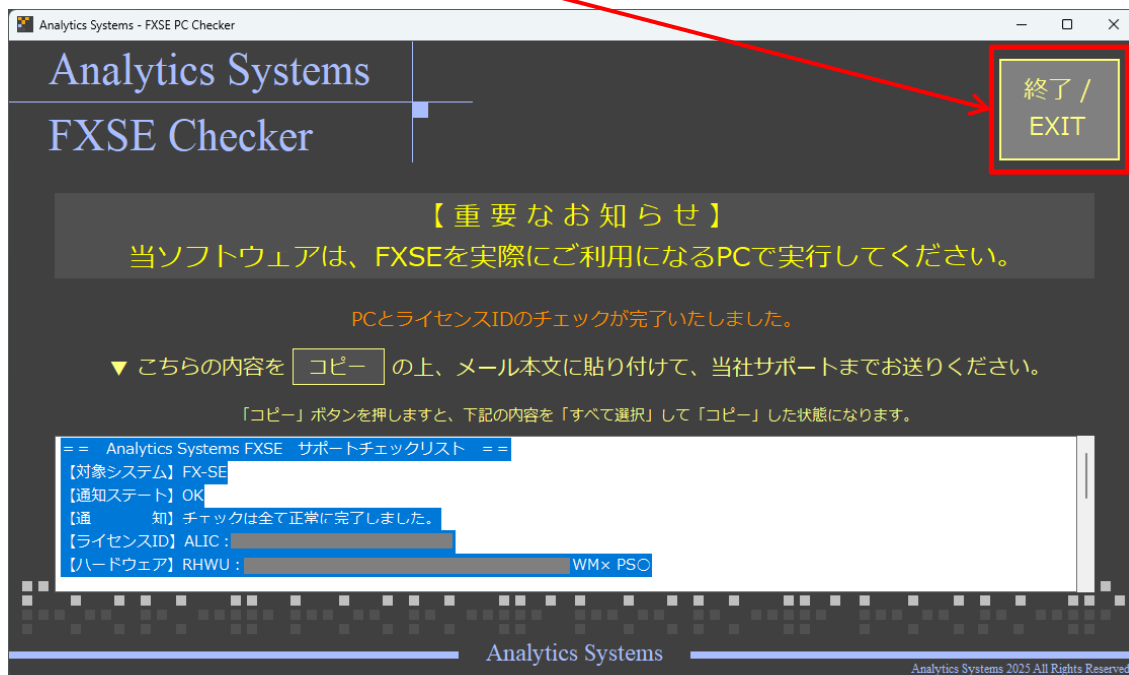 Analytics Systems - FXSE PC Checker
Analytics Systems
FXSE Checker
終了 /
EXIT
【 重 要 な お 知 ら せ 】
当ソフトウェアは、FXSEを実際にご利用になるPCで実行してください。
PCとライセンスIDのチェックが完了いたしました。
▼ こちらの内容を コピー の上、メール本文に貼り付けて、当社サポートまでお送りください。
「コピー」ボタンを押しますと、下記の内容を「すべて選択」して「コピー」した状態になります。
= =　Analytics Systems FXSE　サポートチェックリスト　= =
【対象システム】FX-SE
【通知ステート】OK
【通　　　知】チェックは全て正常に完了しました。
【ライセンスID】ALIC：
【ハードウェア】RHWU： WM× PS○
Analytics Systems
Analytics Systems 2025 All Rights Reserved